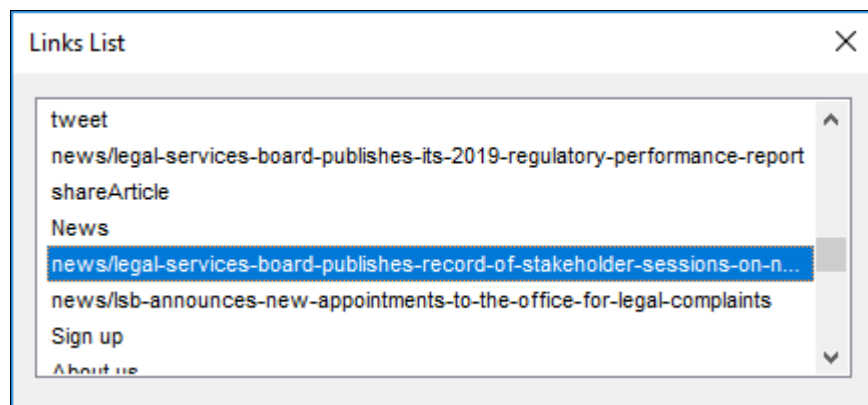 Links List
tweet
news/legal-services-board-publishes-its-2019-regulatory-performance-report
shareArticle
News
news/legal-services-board-publishes-record-of-stakeholder-sessions-on-n...
news/lsb-announces-new-appointments-to-the-office-for-legal-complaints
Sign up
About us